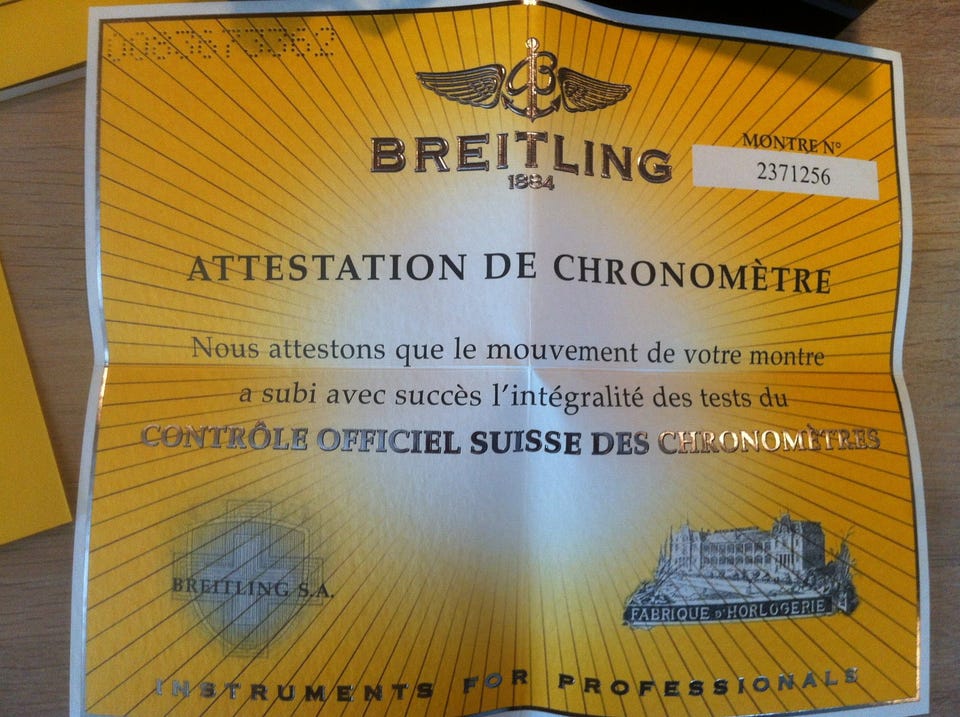 BREITLING
1884
MONTRE N°
2371256
ATTESTATION DE CHRONOMÈTRE
Nous attestons que le mouvement de votre montre
a subi avec succès l'intégralité des tests du
CONTRÔLE OFFICIEL SUISSE DES CHRONOMÈTRES
BREITLING S.A.
FABRIQUE D'HORLOGERIE
INSTRUMENTS FOR PROFESSIONALS